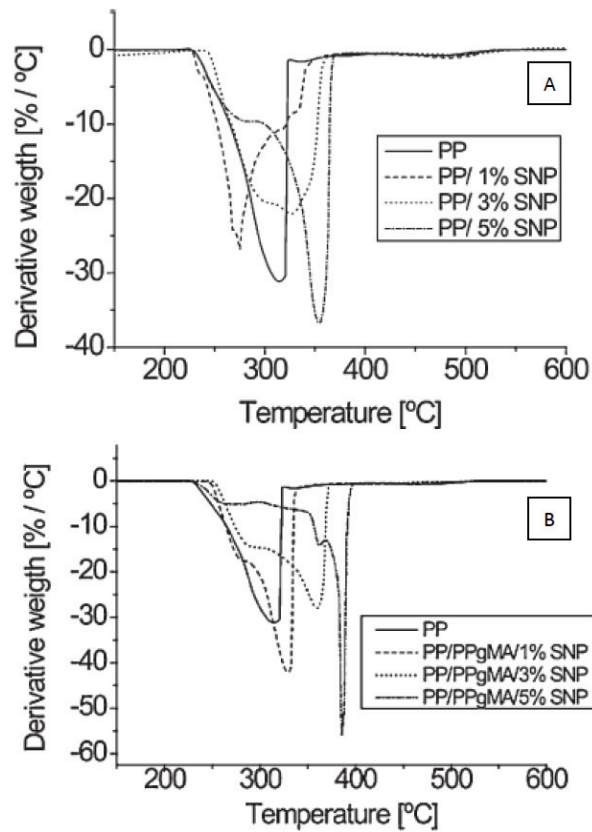 A
0
-10
-20
-30
-40
Derivative weigth [% / ºC]
PP
PP/ 1% SNP
PP/ 3% SNP
PP/ 5% SNP
200
300
400
500
600
Temperature [ºC]
B
0
-10
-20
-30
-40
-50
-60
Derivative weigth [% / ºC]
PP
PP/PPgMA/1% SNP
PP/PPgMA/3% SNP
PP/PPgMA/5% SNP
200
300
400
500
600
Temperature [ºC]